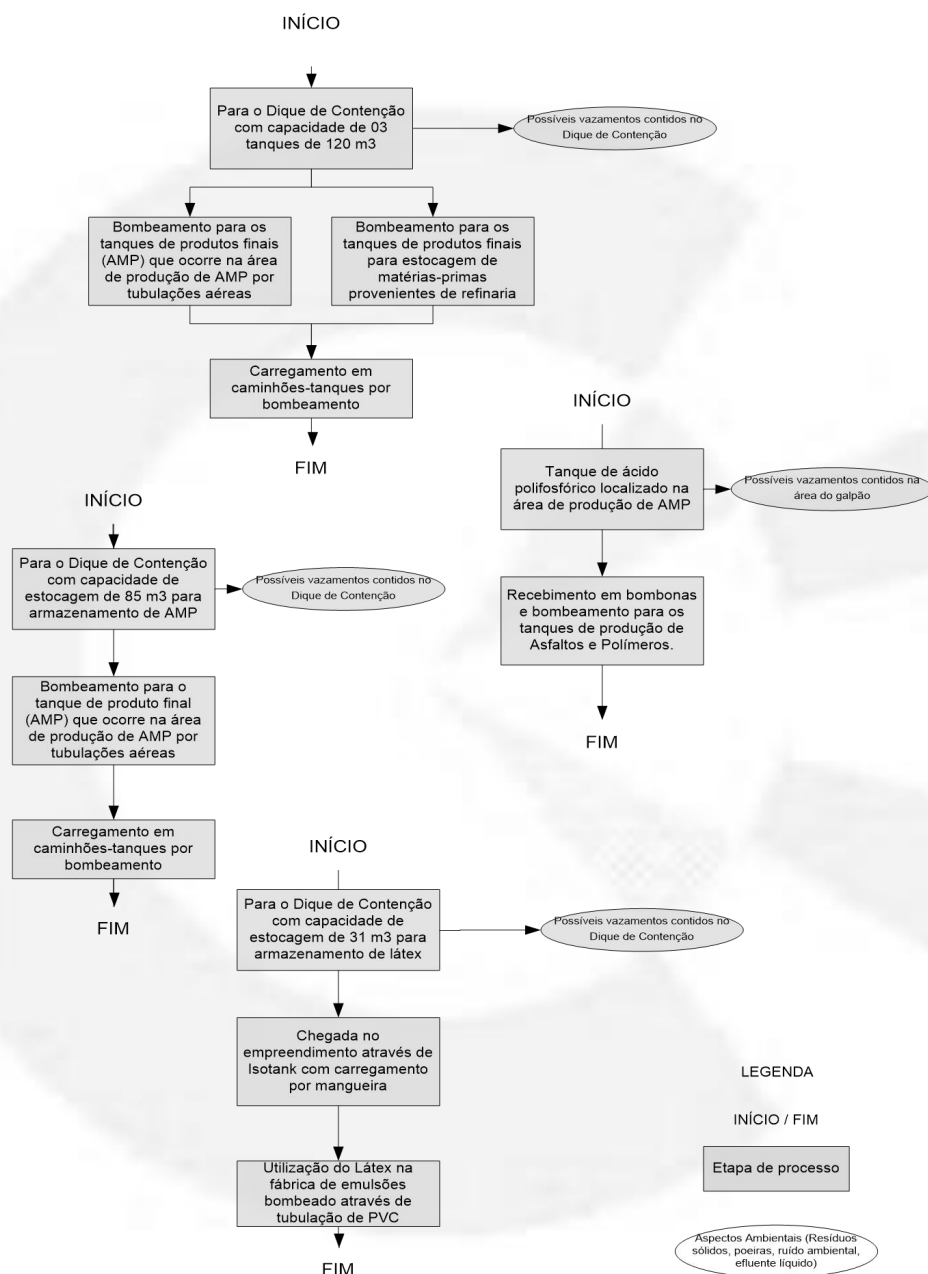 INÍCIO
Para o Dique de Contenção
com capacidade de 03
tanques de 120 m3
Possíveis vazamentos contidos no
Dique de Contenção
Bombeamento para os
tanques de produtos finais
(AMP) que ocorre na área
de produção de AMP por
tubulações aéreas
Bombeamento para os
tanques de produtos finais
para estocagem de
matérias-primas
provenientes de refinaria
Carregamento em
caminhões-tanques por
bombeamento
FIM
INÍCIO
Tanque de ácido
polifosfórico localizado na
área de produção de AMP
Possíveis vazamentos contidos na
área do galpão
Recebimento em bombonas
e bombeamento para os
tanques de produção de
Asfaltos e Polímeros.
FIM
INÍCIO
Para o Dique de Contenção
com capacidade de
estocagem de 85 m3 para
armazenamento de AMP
Possíveis vazamentos contidos no
Dique de Contenção
Bombeamento para o
tanque de produto final
(AMP) que ocorre na área
de produção de AMP por
tubulações aéreas
Carregamento em
caminhões-tanques por
bombeamento
FIM
INÍCIO
Para o Dique de Contenção
com capacidade de
estocagem de 31 m3 para
armazenamento de látex
Possíveis vazamentos contidos no
Dique de Contenção
Chegada no
empreendimento através de
Isotank com carregamento
por mangueira
Utilização do Látex na
fábrica de emulsões
bombeado através de
tubulação de PVC
FIM
LEGENDA
INÍCIO / FIM
Etapa de processo
Aspectos Ambientais (Resíduos
sólidos, poeiras, ruído ambiental,
efluente líquido)